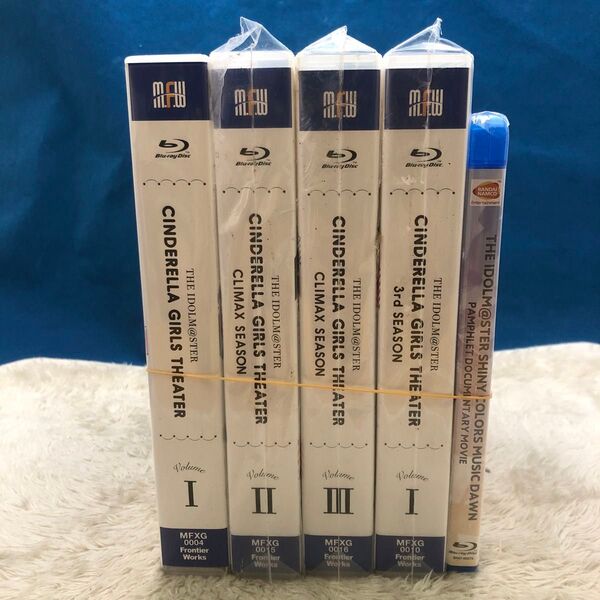 mfw
Blu-ray Disc
THE IDOLM@STER
CINDERELLA GIRLS THEATER
Volume
I
MFXG
0004
Frontier
Works
mfw
Blu-ray Disc
THE IDOLM@STER
CINDERELLA GIRLS THEATER
CLIMAX SEASON
Volume
II
MFXG
0015
Frontier
Works
mfw
Blu-ray Disc
THE IDOLM@STER
CINDERELLA GIRLS THEATER
CLIMAX SEASON
Volume
III
MFXG
0016
Frontier
Works
mfw
Blu-ray Disc
THE IDOLM@STER
CINDERELLA GIRLS THEATER
3rd SEASON
Volume
I
MFXG
0010
Frontier
Works
BANDAI
NAMCO
Entertainment
THE IDOLM@STER SHINY COLORS MUSIC DAWN
PAMPHLET DOCUMENTARY MOVIE
Blu-ray Disc